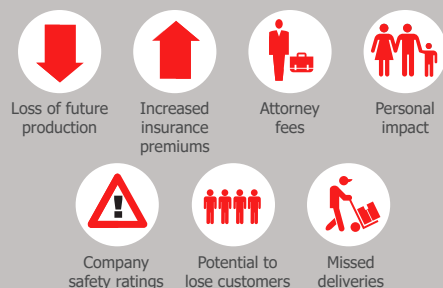 Loss of future
production
Increased
insurance
premiums
Attorney
fees
Personal
impact
!
Company
safety ratings
Potential to
lose customers
Missed
deliveries